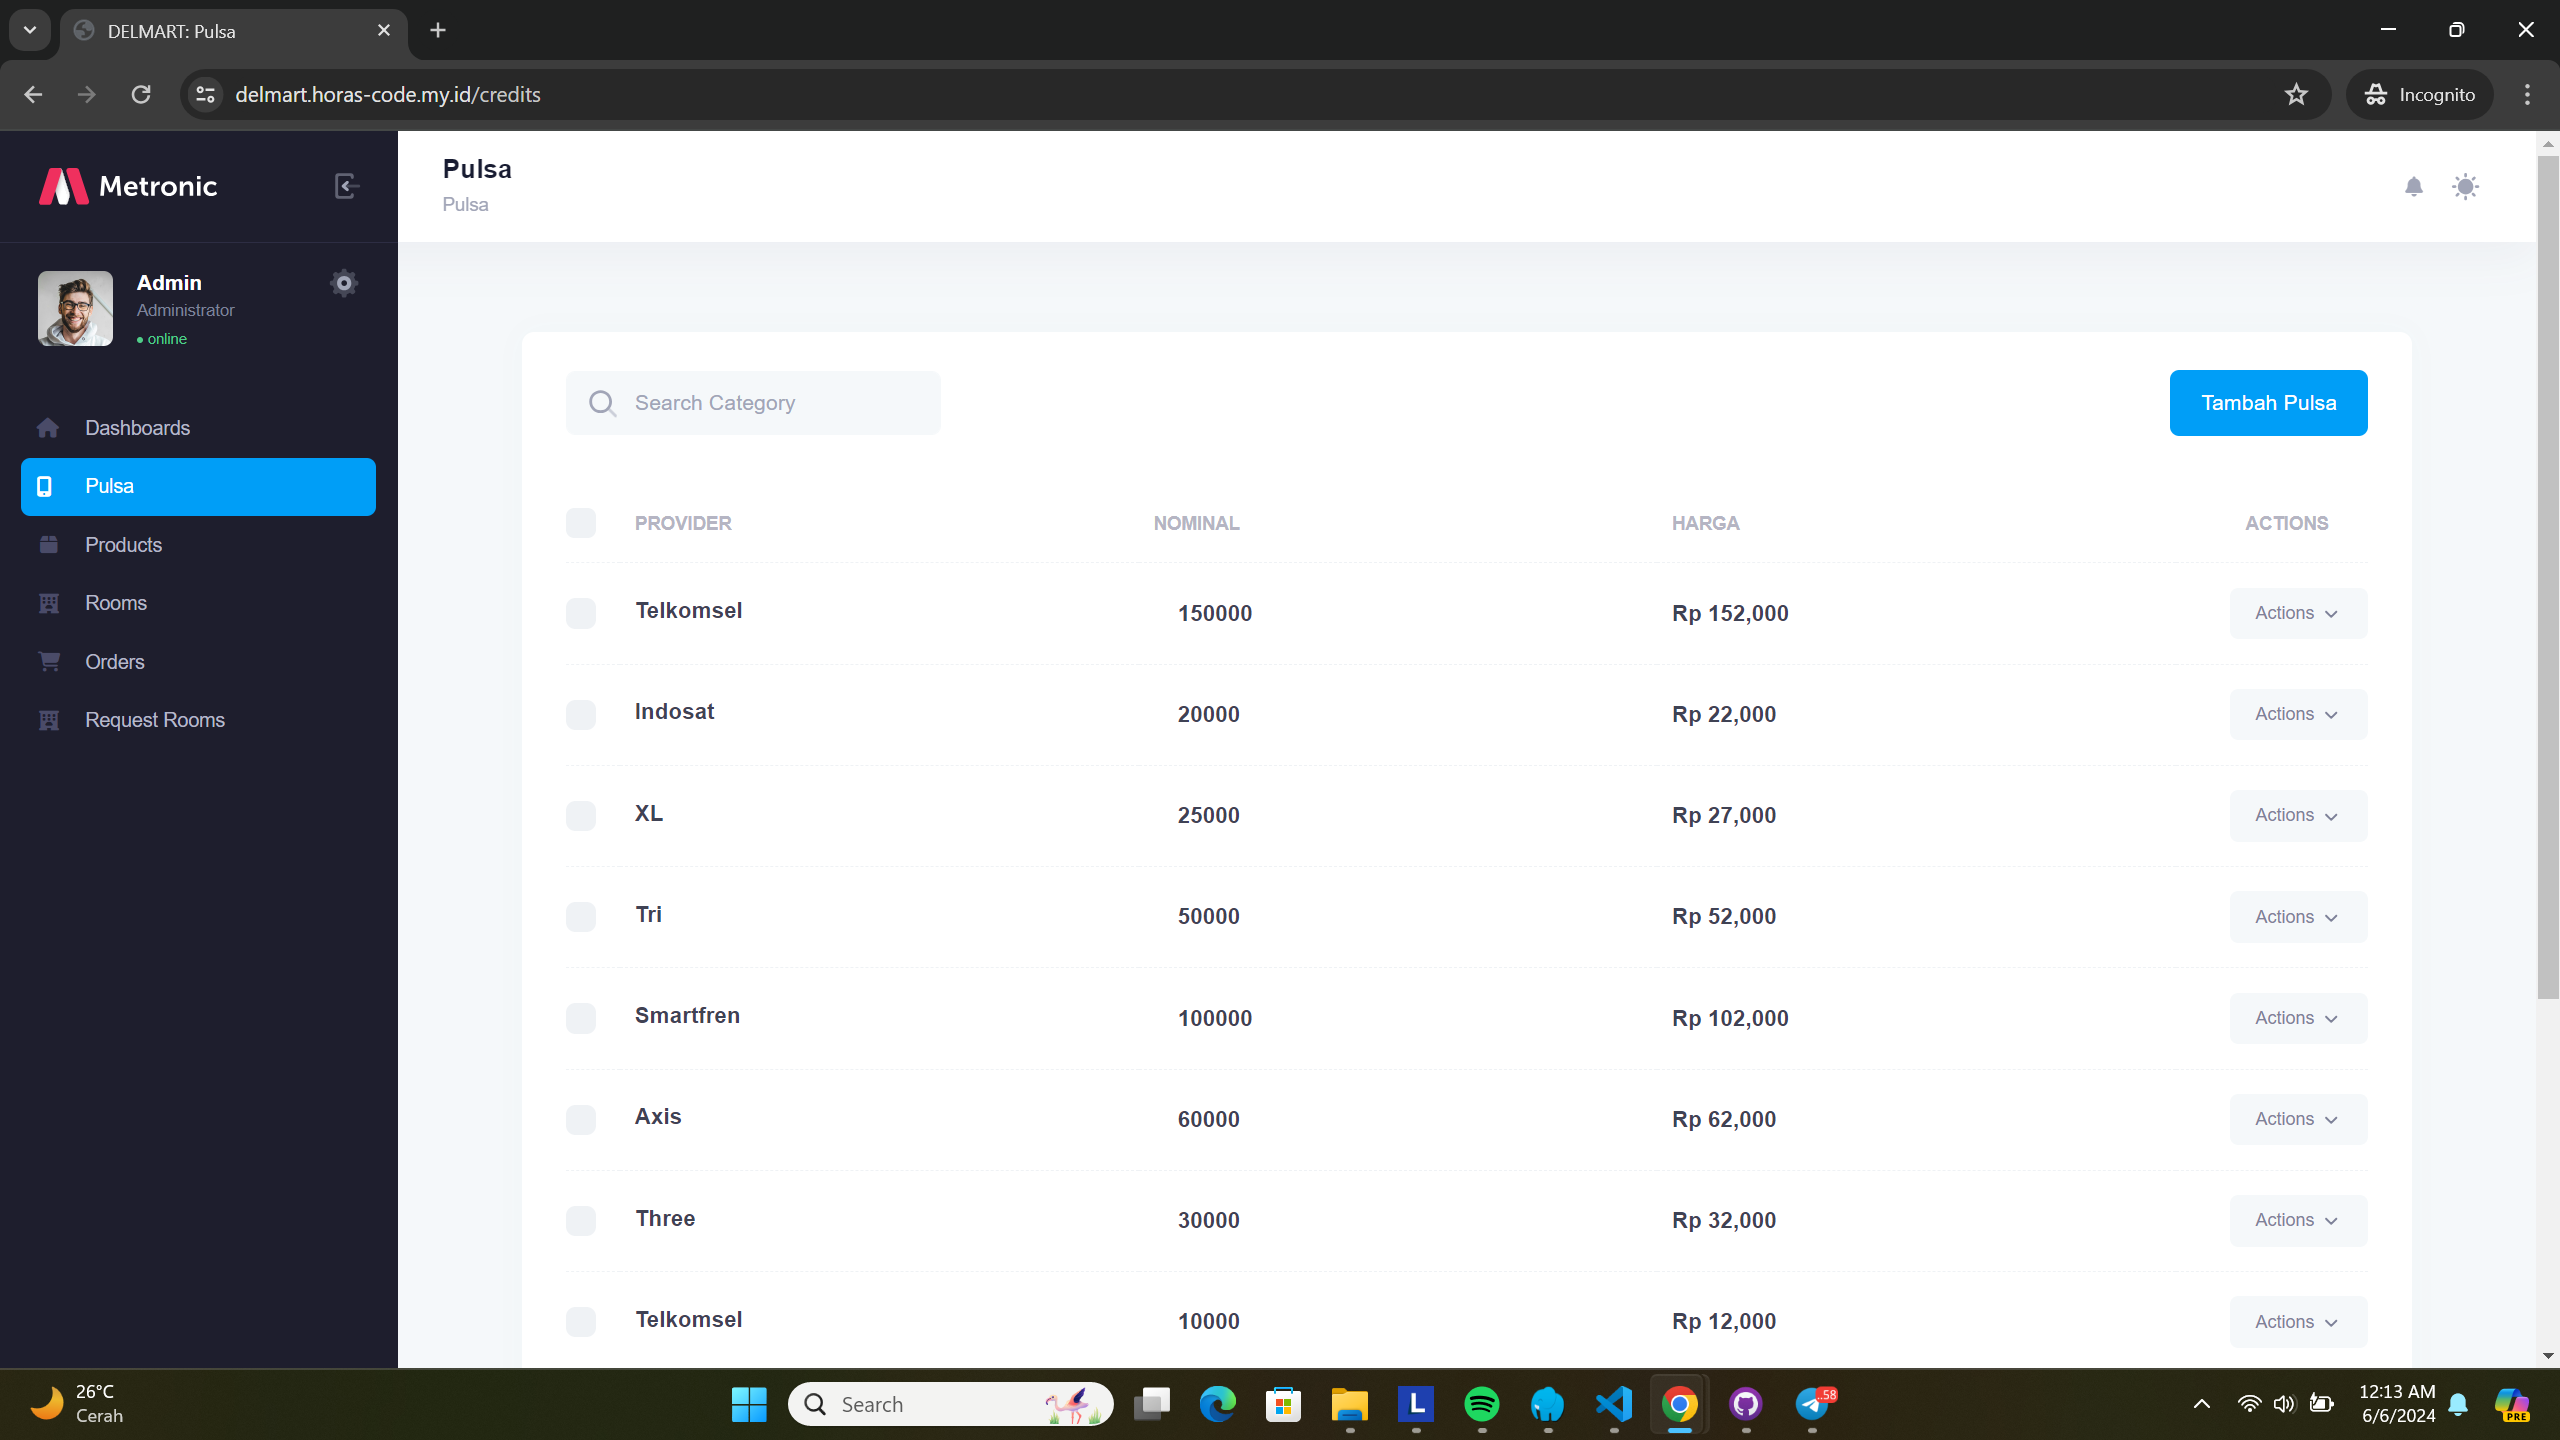 DELMART: Pulsa
delmart.horas-code.my.id/credits
Incognito
Metronic
Admin
Administrator
online
Dashboards
Pulsa
Products
Rooms
Orders
Request Rooms
Pulsa
Pulsa
Search Category
Tambah Pulsa
PROVIDER NOMINAL HARGA ACTIONS
Telkomsel 150000 Rp 152,000 Actions
Indosat 20000 Rp 22,000 Actions
XL 25000 Rp 27,000 Actions
Tri 50000 Rp 52,000 Actions
Smartfren 100000 Rp 102,000 Actions
Axis 60000 Rp 62,000 Actions
Three 30000 Rp 32,000 Actions
Telkomsel 10000 Rp 12,000 Actions
26°C
Cerah
Search
L
..58
12:13 AM
6/6/2024
PRE